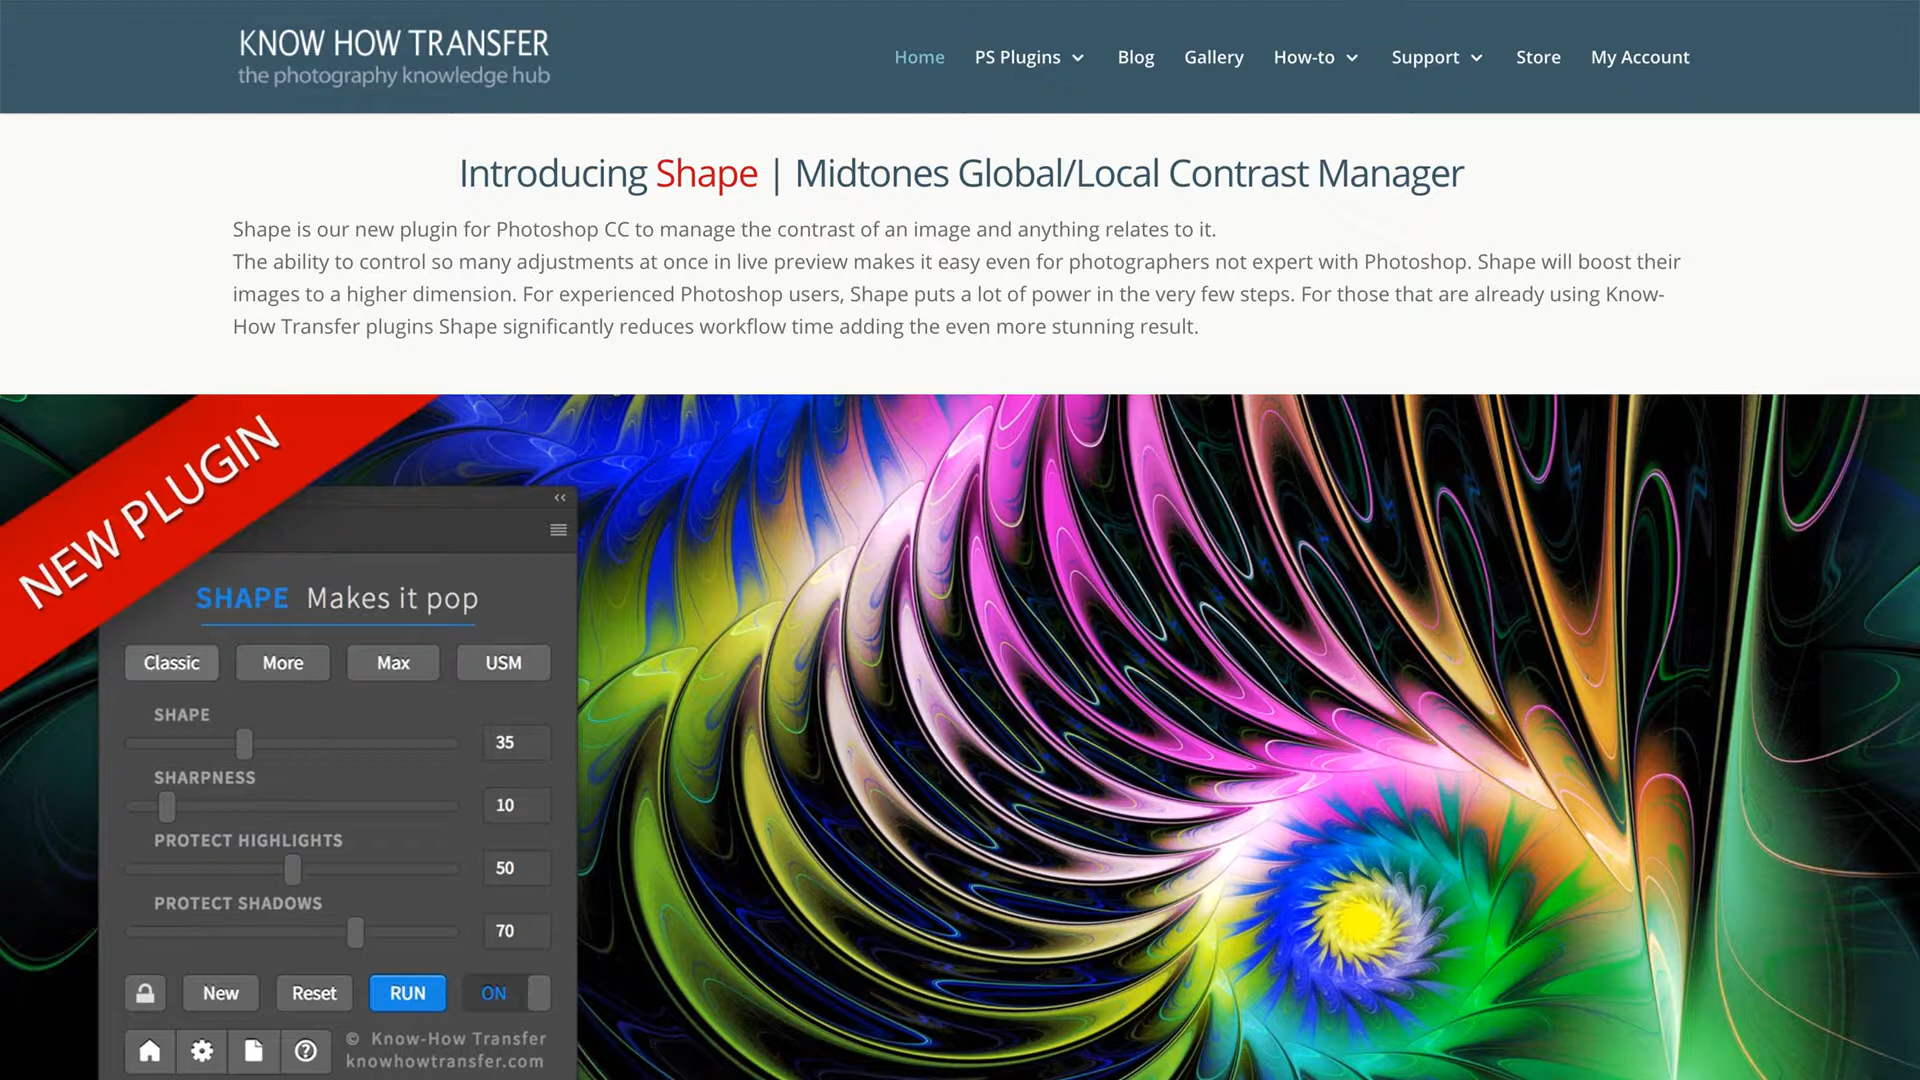 KNOW HOW TRANSFER
the photography knowledge hub
Home PS Plugins Blog Gallery How-to Support Store My Account
Introducing Shape | Midtones Global/Local Contrast Manager
Shape is our new plugin for Photoshop CC to manage the contrast of an image and anything relates to it.
The ability to control so many adjustments at once in live preview makes it easy even for photographers not expert with Photoshop. Shape will boost their
images to a higher dimension. For experienced Photoshop users, Shape puts a lot of power in the very few steps. For those that are already using Know-
How Transfer plugins Shape significantly reduces workflow time adding the even more stunning result.
NEW PLUGIN
SHAPE Makes it pop
Classic More Max USM
SHAPE
35
SHARPNESS
10
PROTECT HIGHLIGHTS
50
PROTECT SHADOWS
70
New Reset RUN ON
© Know-How Transfer
knowhowtransfer.com